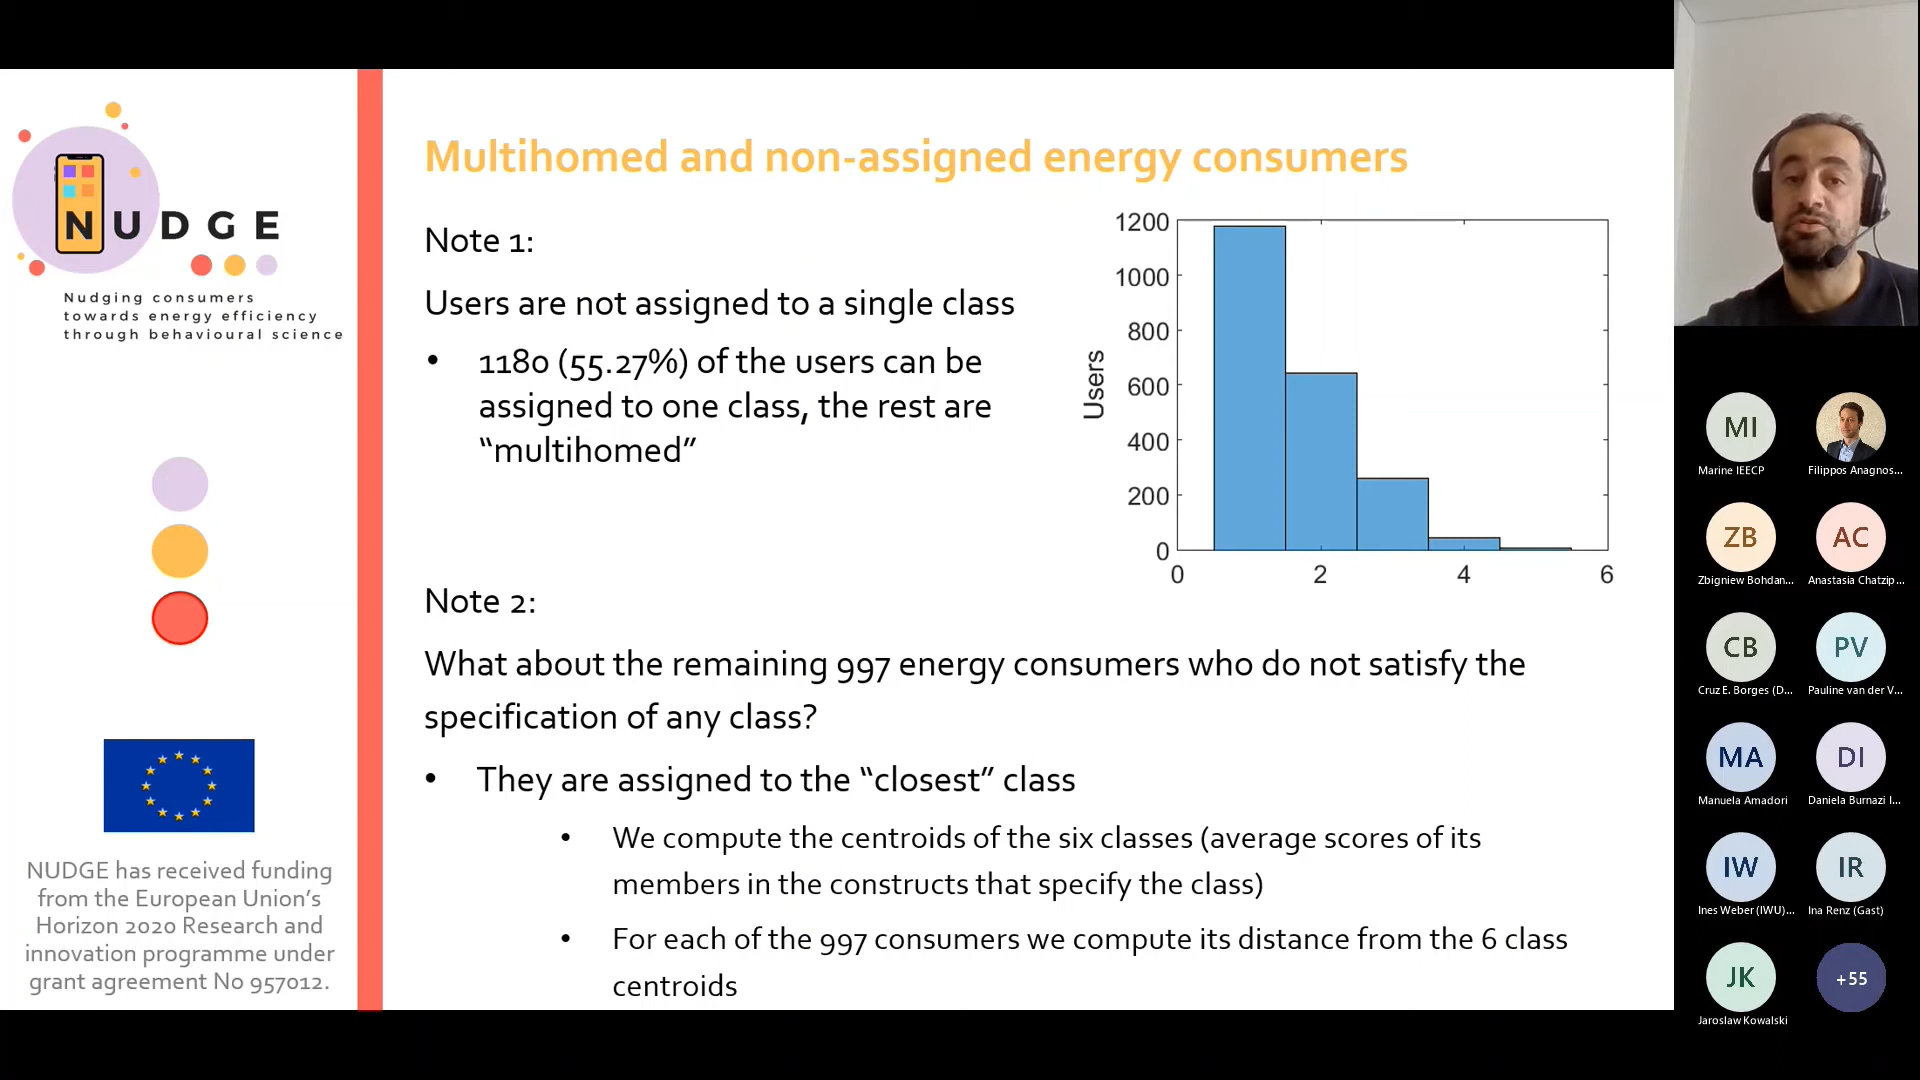 NUDGE
Nudging consumers
towards energy efficiency
through behavioural science
NUDGE has received funding
from the European Union's
Horizon 2020 Research and
innovation programme under
grant agreement No 957012.
Multihomed and non-assigned energy consumers
Note 1:
Users are not assigned to a single class
• 1180 (55.27%) of the users can be
assigned to one class, the rest are
“multihomed”
Users
1200
1000
800
600
400
200
0
0 2 4 6
Note 2:
What about the remaining 997 energy consumers who do not satisfy the
specification of any class?
• They are assigned to the “closest” class
• We compute the centroids of the six classes (average scores of its
members in the constructs that specify the class)
• For each of the 997 consumers we compute its distance from the 6 class
centroids
MI
Marine IEECP
Filippos Anagnos...
ZB
Zbigniew Bohdan...
AC
Anastasia Chatzip...
CB
Cruz E. Borges (D...
PV
Pauline van der V...
MA
Manuela Amadori
DI
Daniela Burnazi I...
IW
Ines Weber (IWU)...
IR
Ina Renz (Gast)
JK
Jaroslaw Kowalski
+55